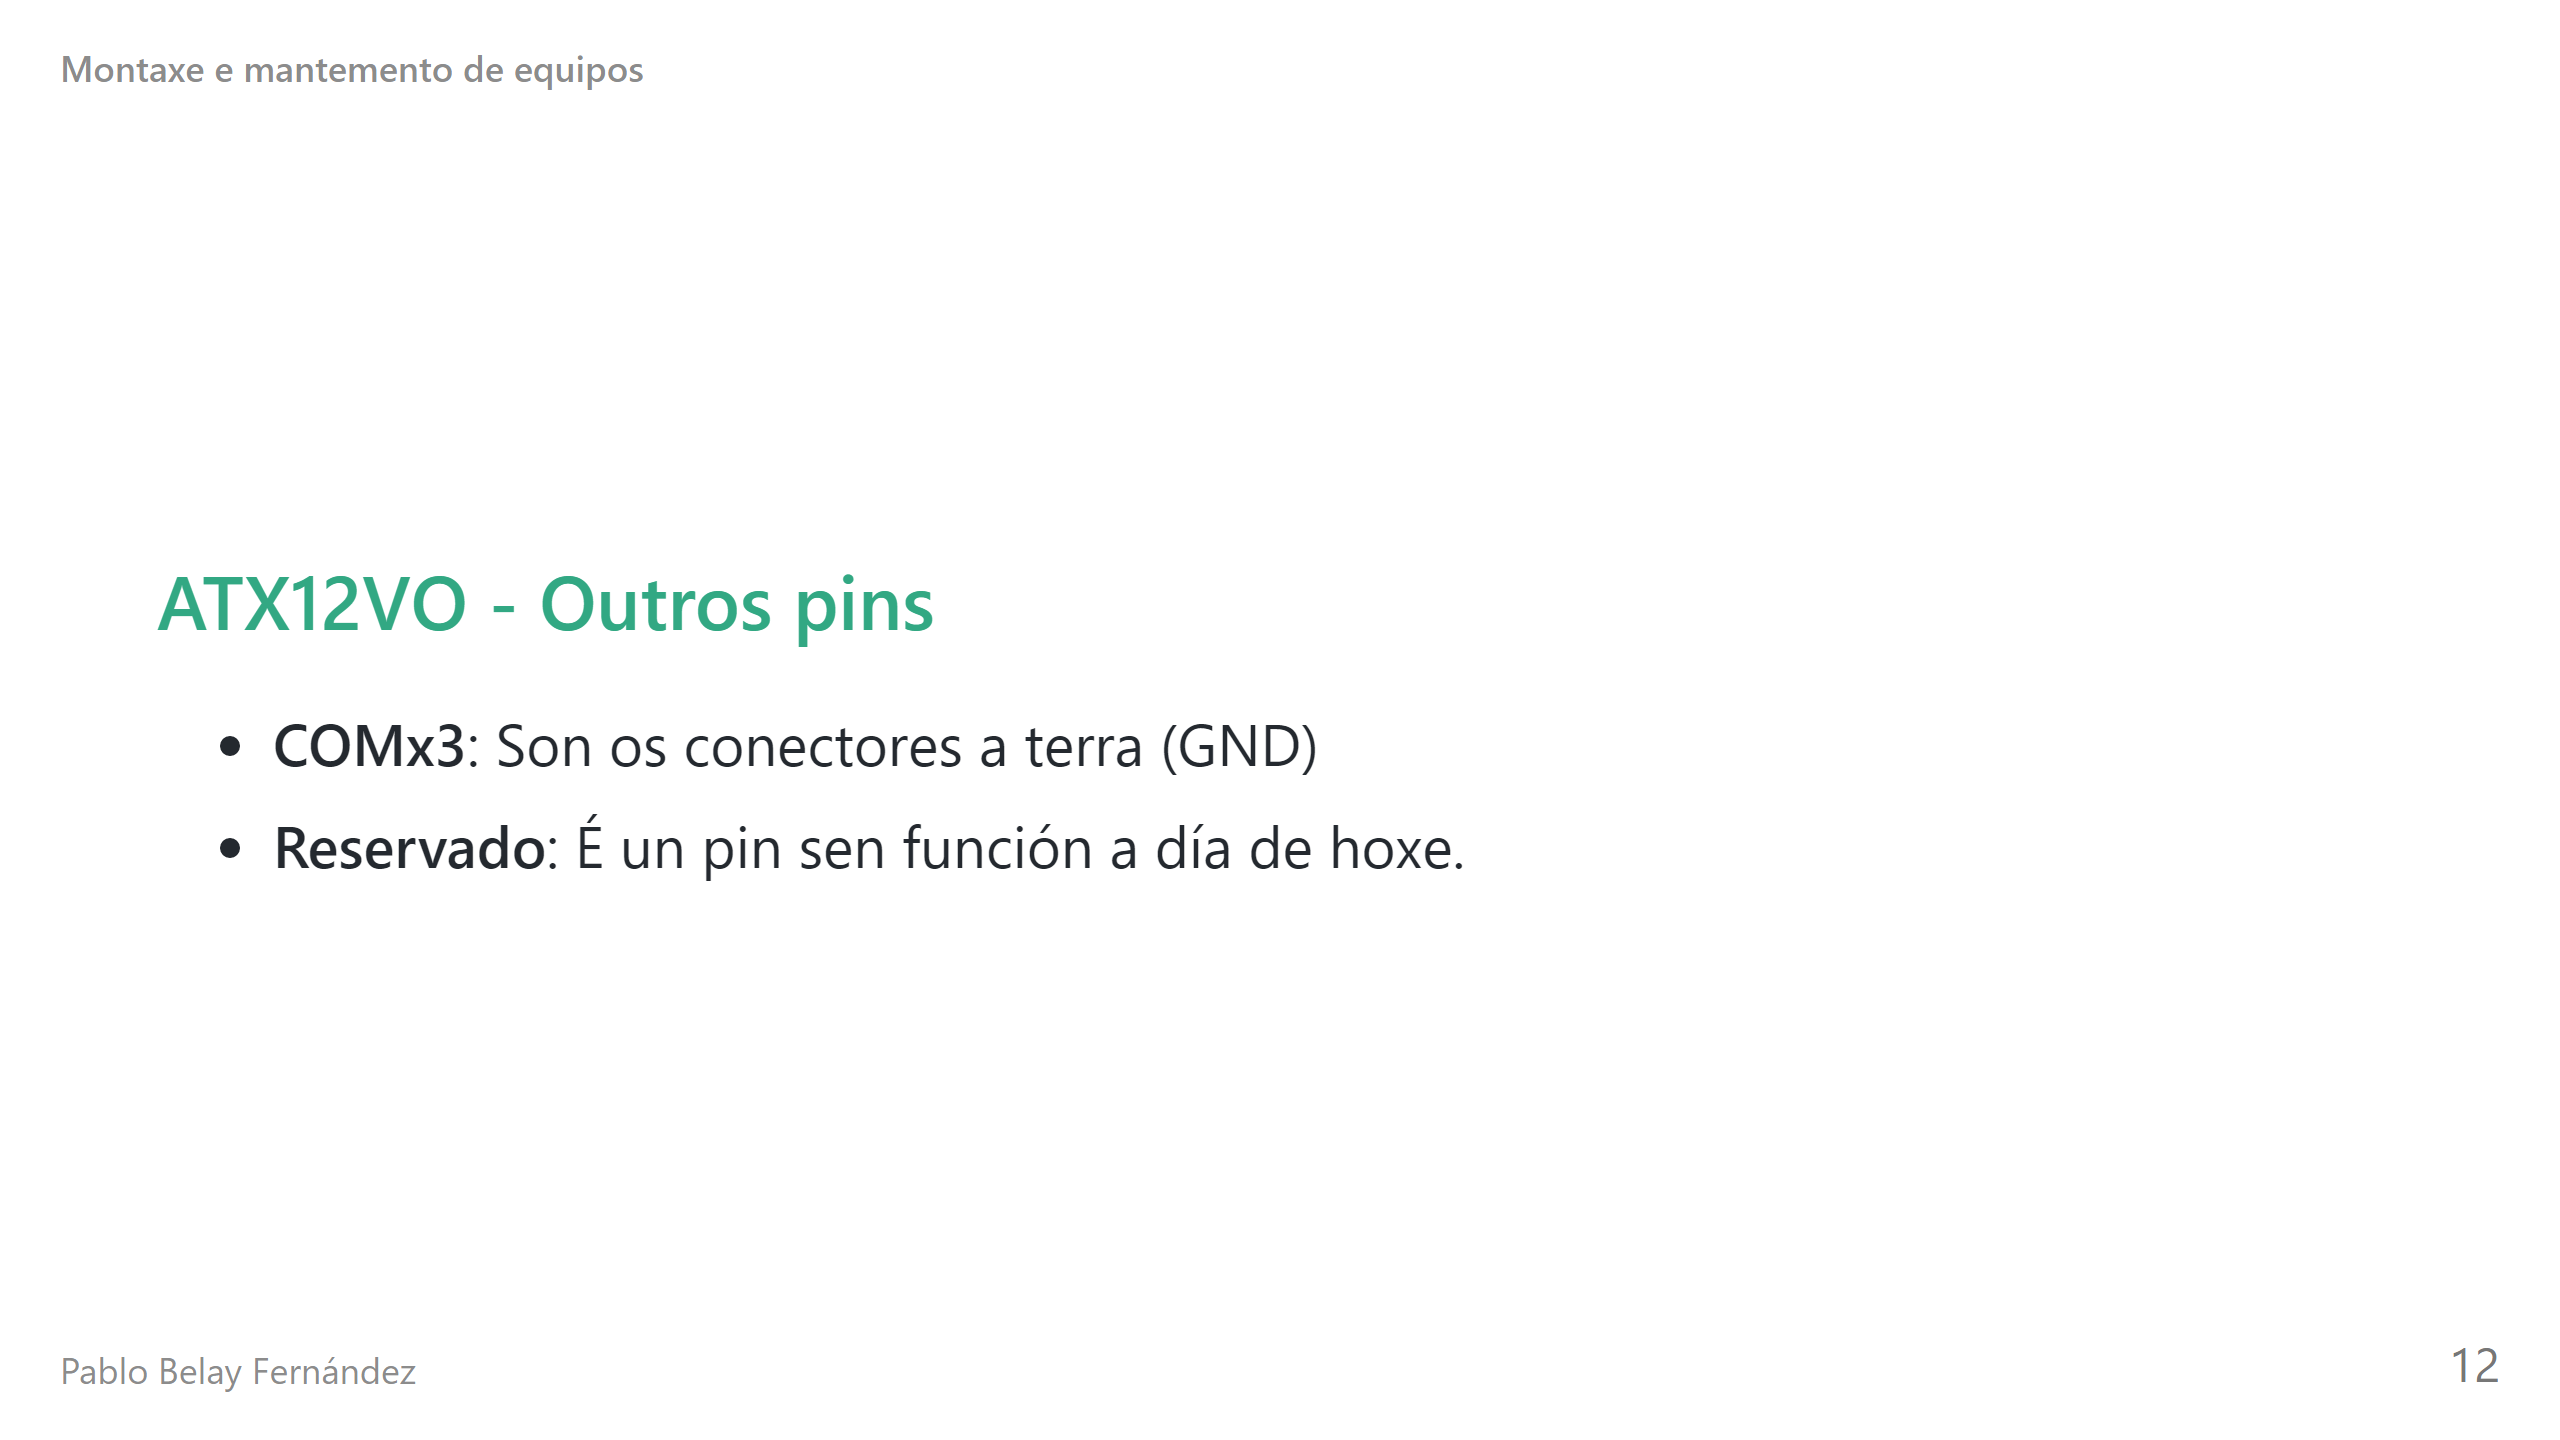 Montaxe e mantemento de equipos
ATX12VO - Outros pins
• COMx3: Son os conectores a terra (GND)
• Reservado: É un pin sen función a día de hoxe.
Pablo Belay Fernández
12